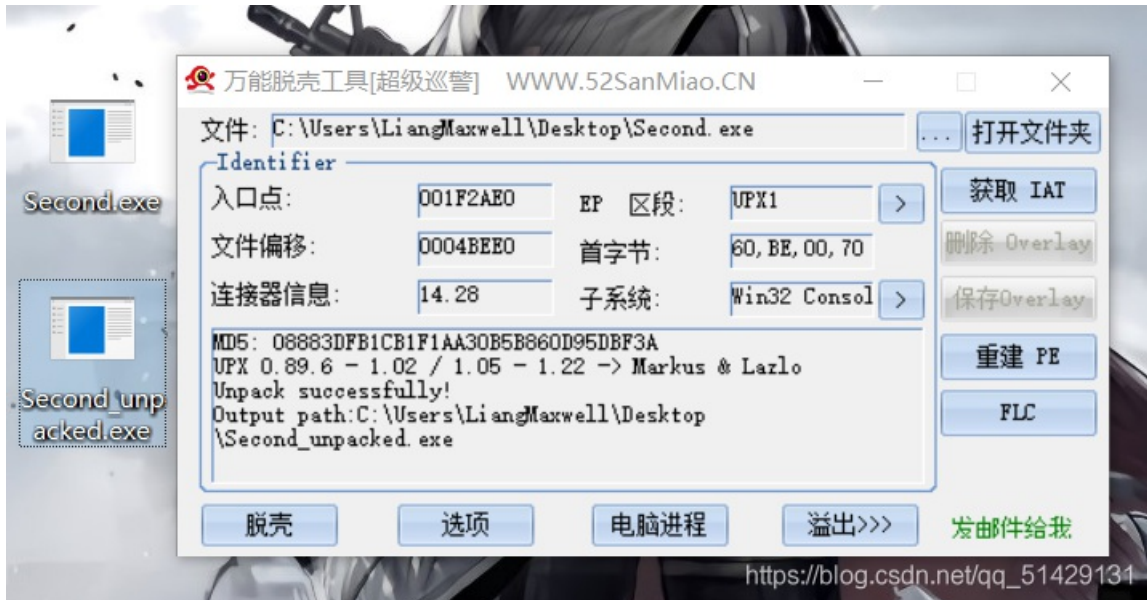 万能脱壳工具[超级巡警] WWW.52SanMiao.CN
文件: C:\Users\LiangMaxwell\Desktop\Second.exe ... 打开文件夹
Identifier
入口点: 001F2AE0 EP 区段: UPX1 > 获取 IAT
文件偏移: 0004BEE0 首字节: 60,BE,00,70 删除 Overlay
连接器信息: 14.28 子系统: Win32 Consol > 保存Overlay
MD5: 08883DFB1CB1F1AA30B5B860D95DBF3A
UPX 0.89.6 - 1.02 / 1.05 - 1.22 -> Markus & Lazlo
Unpack successfully!
Output path:C:\Users\LiangMaxwell\Desktop
\Second_unpacked.exe
重建 PE
FLC
脱壳 选项 电脑进程 溢出>>> 发邮件给我
Second.exe
Second_unp
acked.exe
https://blog.csdn.net/qq_51429131